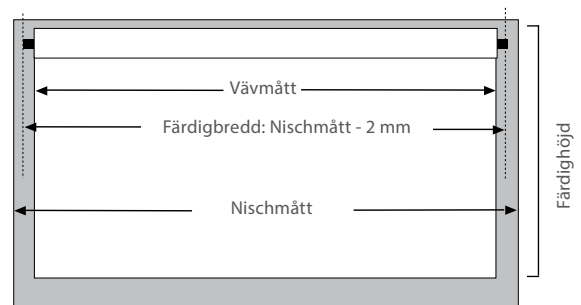 Vävmått
Färdigbredd: Nischmått - 2 mm
Nischmått
Färdighöjd